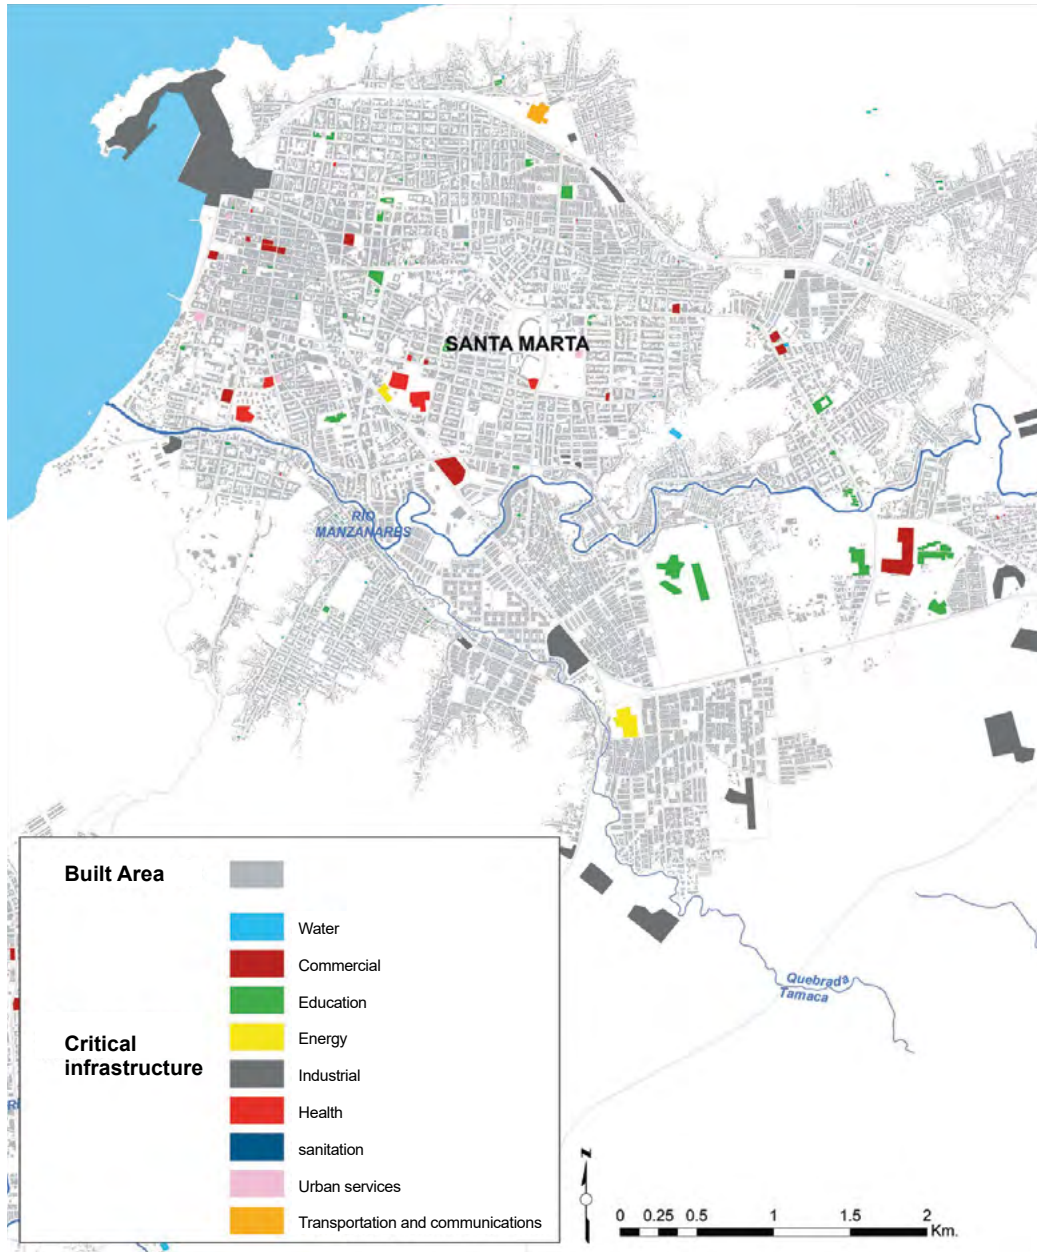 SANTA MARTA
RÍO
MANZANARES
Quebrada
Tamaca
Built Area
Water
Commercial
Education
Critical
infrastructure
Energy
Industrial
Health
sanitation
Urban services
Transportation and communications
N
0 0.25 0.5 1 1.5 2
Km.